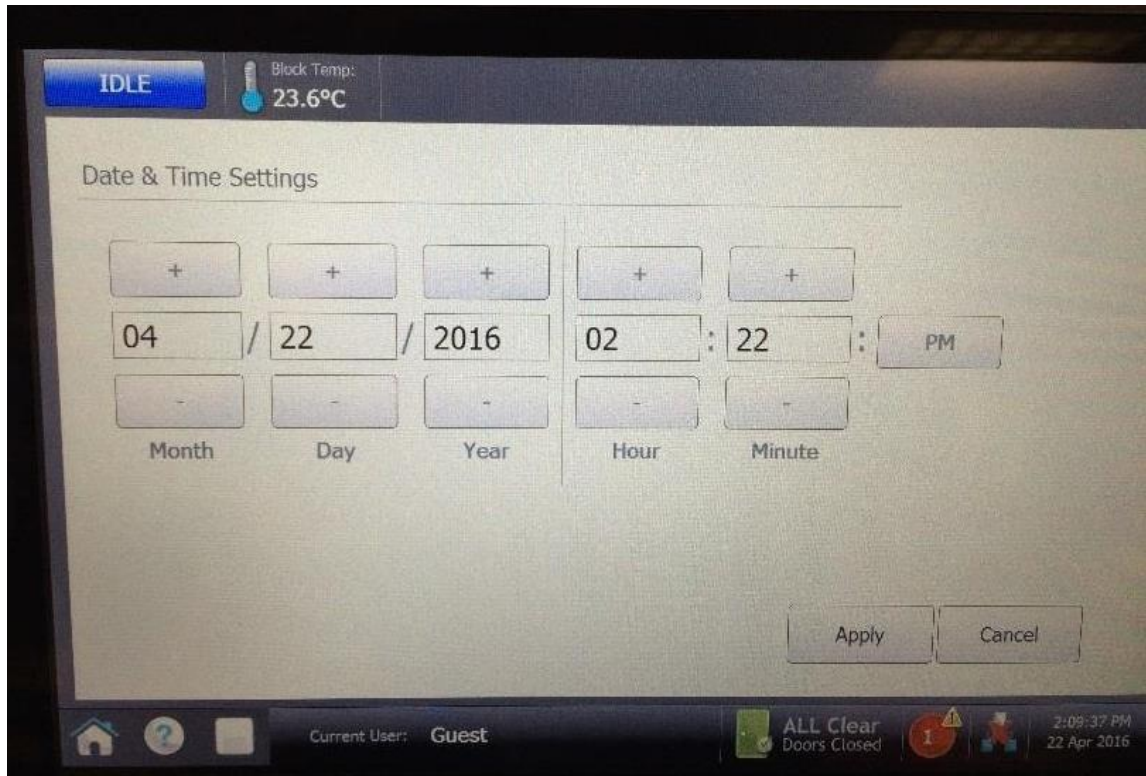 IDLE
Block Temp:
23.6°C
Date & Time Settings
+ + + + +
04 / 22 / 2016 02 : 22 : PM
- - - - -
Month Day Year Hour Minute
Apply Cancel
? Current User: Guest
ALL Clear
Doors Closed
1
2:09:37 PM
22 Apr 2016